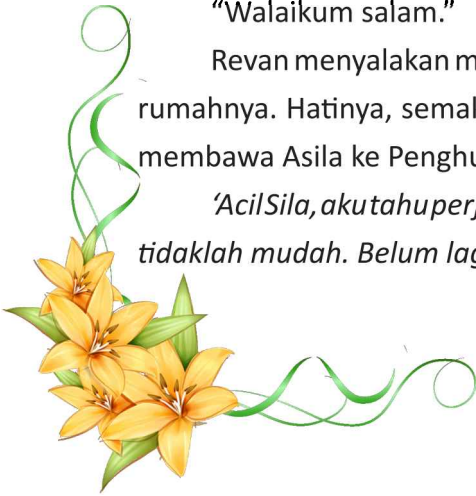 “Walaikum salam.”
Revan menyalakan m
rumahnya. Hatinya, semal
membawa Asila ke Penghu
‘Acil Sila, aku tahu perj
tidaklah mudah. Belum lag